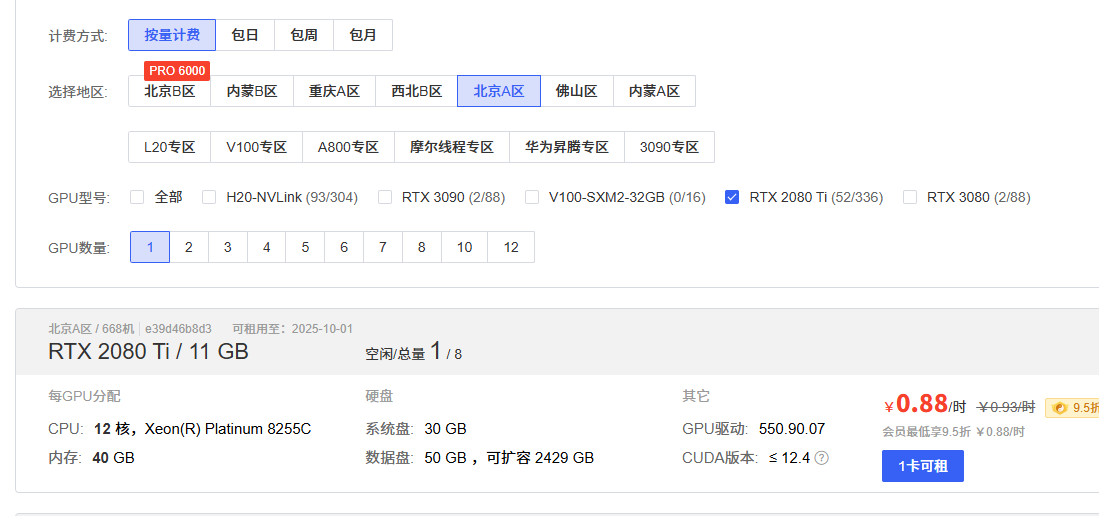 计费方式: 按量计费 包日 包周 包月
PRO 6000
选择地区: 北京B区 内蒙B区 重庆A区 西北B区 北京A区 佛山区 内蒙A区
L20专区 V100专区 A800专区 摩尔线程专区 华为昇腾专区 3090专区
GPU型号: 全部 H20-NVLink (93/304) RTX 3090 (2/88) V100-SXM2-32GB (0/16) RTX 2080 Ti (52/336) RTX 3080 (2/88)
GPU数量: 1 2 3 4 5 6 7 8 10 12
北京A区 / 668机 e39d46b8d3 可租用至：2025-10-01
RTX 2080 Ti / 11 GB 空闲/总量 1 / 8
每GPU分配 硬盘 其它
¥0.88/时 ¥0.93/时 9.5折
CPU: 12 核，Xeon(R) Platinum 8255C 系统盘: 30 GB GPU驱动: 550.90.07
会员最低享9.5折 ¥0.88/时
内存: 40 GB 数据盘: 50 GB ，可扩容 2429 GB CUDA版本: ≤ 12.4 ?
1卡可租